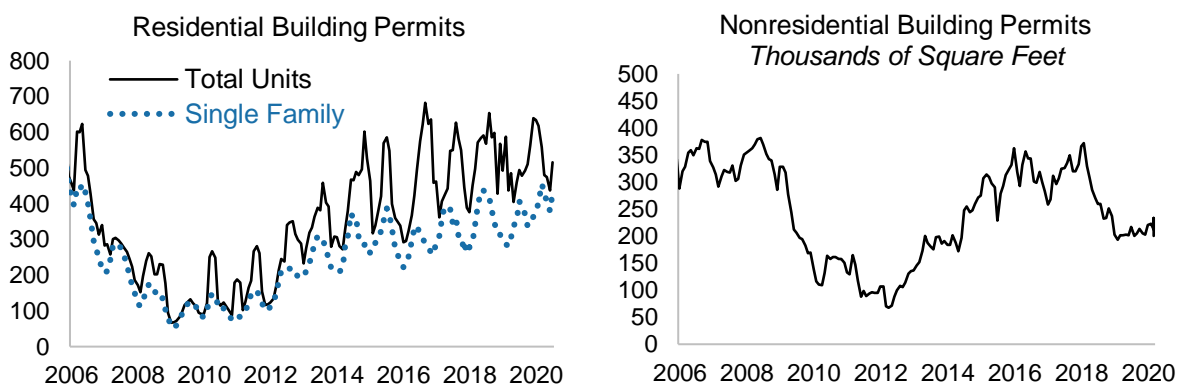 Residential Building Permits
800
700
600
500
400
300
200
100
0
Total Units
Single Family
2006 2008 2010 2012 2014 2016 2018 2020
Nonresidential Building Permits
Thousands of Square Feet
500
450
400
350
300
250
200
150
100
50
0
2006 2008 2010 2012 2014 2016 2018 2020